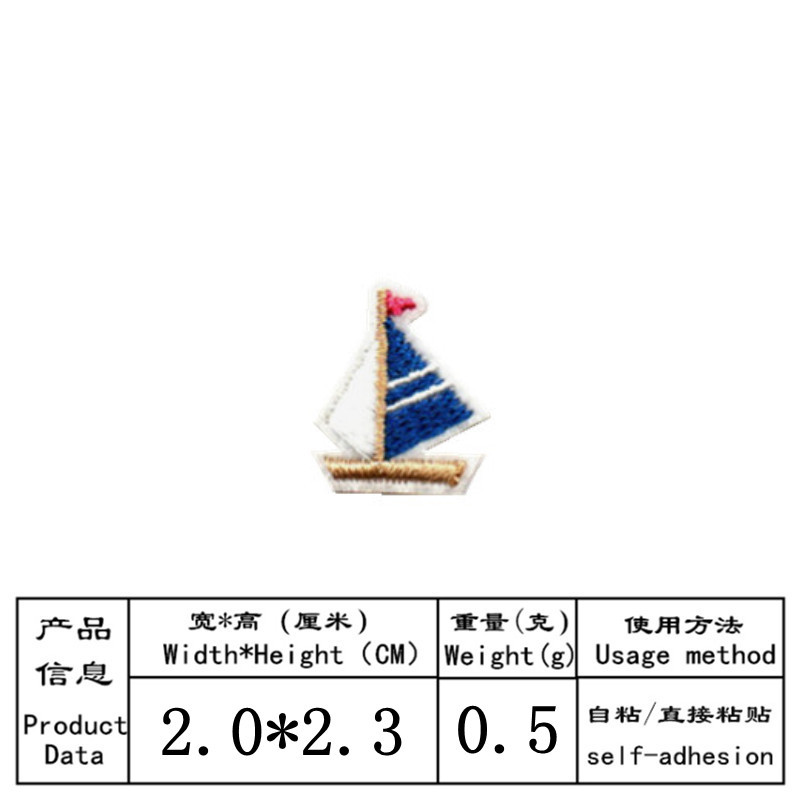 产品
信息
Product
Data
宽*高 (厘米)
Width*Height (CM)
重量(克)
Weight(g)
使用方法
Usage method
2.0*2.3
0.5
自粘/直接粘贴
self-adhesion